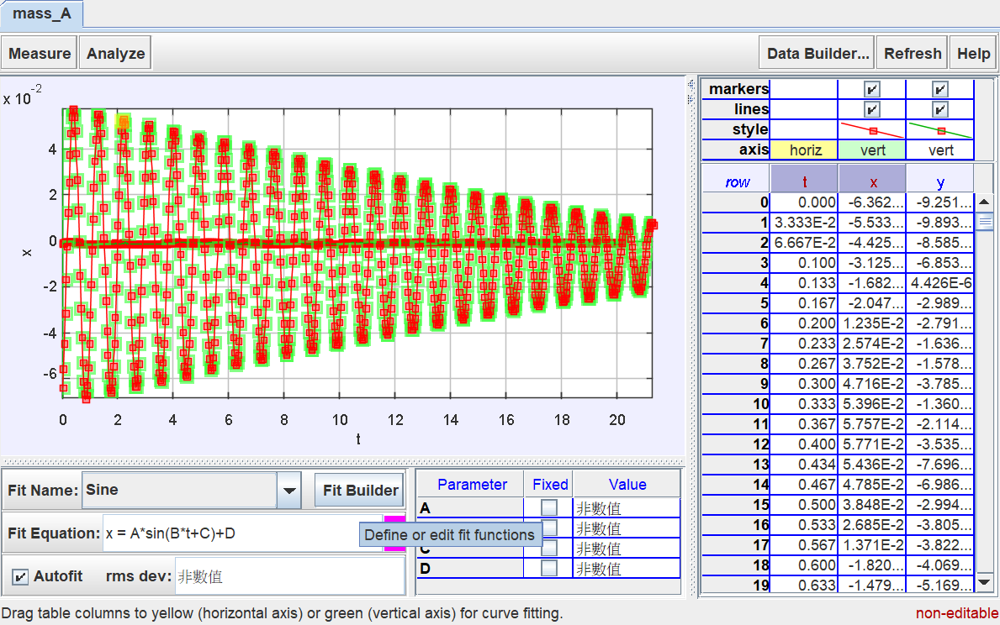 mass_A
Measure Analyze Data Builder... Refresh Help
x 10 -2
4
2
0
-2
-4
-6
x
0 2 4 6 8 10 12 14 16 18 20
t
markers
lines
style
axis horiz vert vert
row t x y
0 0.000 -6.362... -9.251...
1 3.333E-2 -5.533... -9.893...
2 6.667E-2 -4.425... -8.585...
3 0.100 -3.125... -6.853...
4 0.133 -1.682... 4.426E-6
5 0.167 -2.047... -2.989...
6 0.200 1.235E-2 -2.791...
7 0.233 2.574E-2 -1.636...
8 0.267 3.752E-2 -1.578...
9 0.300 4.716E-2 -3.785...
10 0.333 5.396E-2 -1.360...
11 0.367 5.757E-2 -2.114...
12 0.400 5.771E-2 -3.535...
13 0.434 5.436E-2 -7.696...
14 0.467 4.785E-2 -6.986...
15 0.500 3.848E-2 -2.994...
16 0.533 2.685E-2 -3.805...
17 0.567 1.371E-2 -3.822...
18 0.600 -1.820... -4.069...
19 0.633 -1.479... -5.169...
Fit Name: Sine Fit Builder
Fit Equation: x = A*sin(B*t+C)+D
Autofit rms dev: 非數值
Parameter Fixed Value
A 非數值
非數值
C 非數值
D 非數值
Define or edit fit functions
Drag table columns to yellow (horizontal axis) or green (vertical axis) for curve fitting.
non-editable